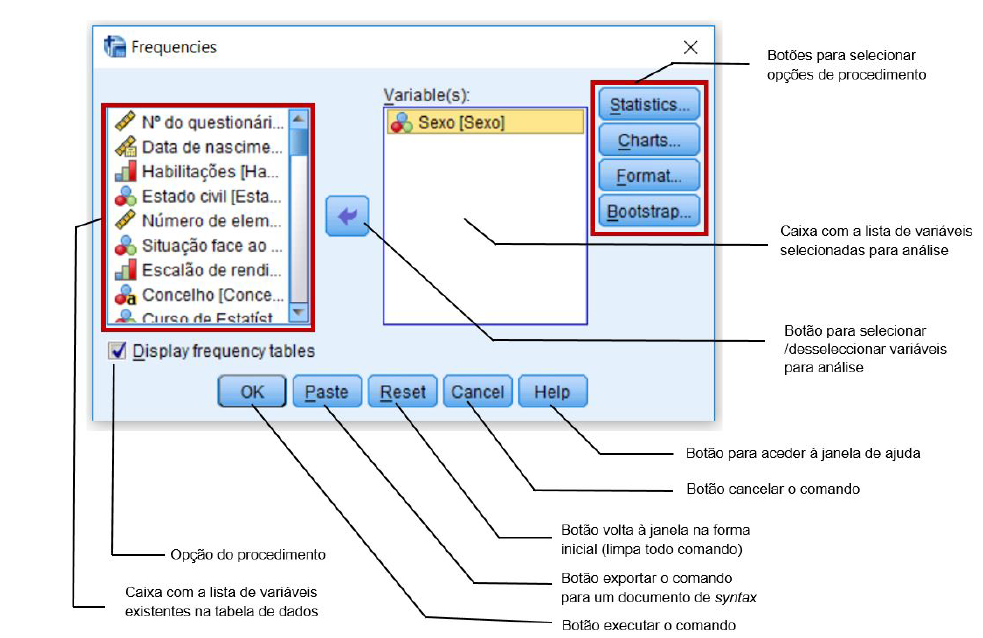 Frequencies
Botões para selecionar
opções de procedimento
Variable(s):
Nº do questionári...
Data de nascime...
Habilitações [Ha...
Estado civil [Esta...
Número de elem...
Situação face ao ...
Escalão de rendi...
Concelho [Conce...
Curso de Estatíst
Sexo [Sexo]
Statistics...
Charts...
Format...
Bootstrap...
Caixa com a lista de variáveis
selecionadas para análise
Botão para selecionar
/desseleccionar variáveis
para análise
Display frequency tables
OK
Paste
Reset
Cancel
Help
Botão para aceder à janela de ajuda
Botão cancelar o comando
Botão volta à janela na forma
inicial (limpa todo comando)
Opção do procedimento
Botão exportar o comando
para um documento de syntax
Caixa com a lista de variáveis
existentes na tabela de dados
Botão executar o comando